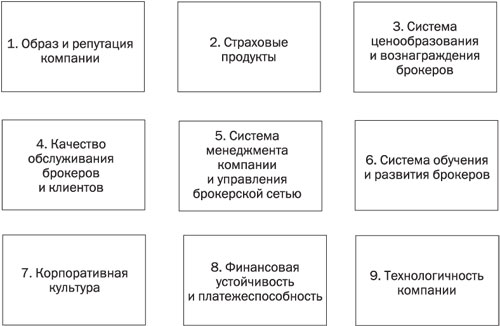 1. Образ и репутация
компании
2. Страховые
продукты
3. Система
ценообразования
и вознаграждения
брокеров
4. Качество
обслуживания
брокеров
и клиентов
5. Система
менеджмента
компании
и управления
брокерской сетью
6. Система обучения
и развития брокеров
7. Корпоративная
культура
8. Финансовая
устойчивость
и платежеспособность
9. Технологичность
компании